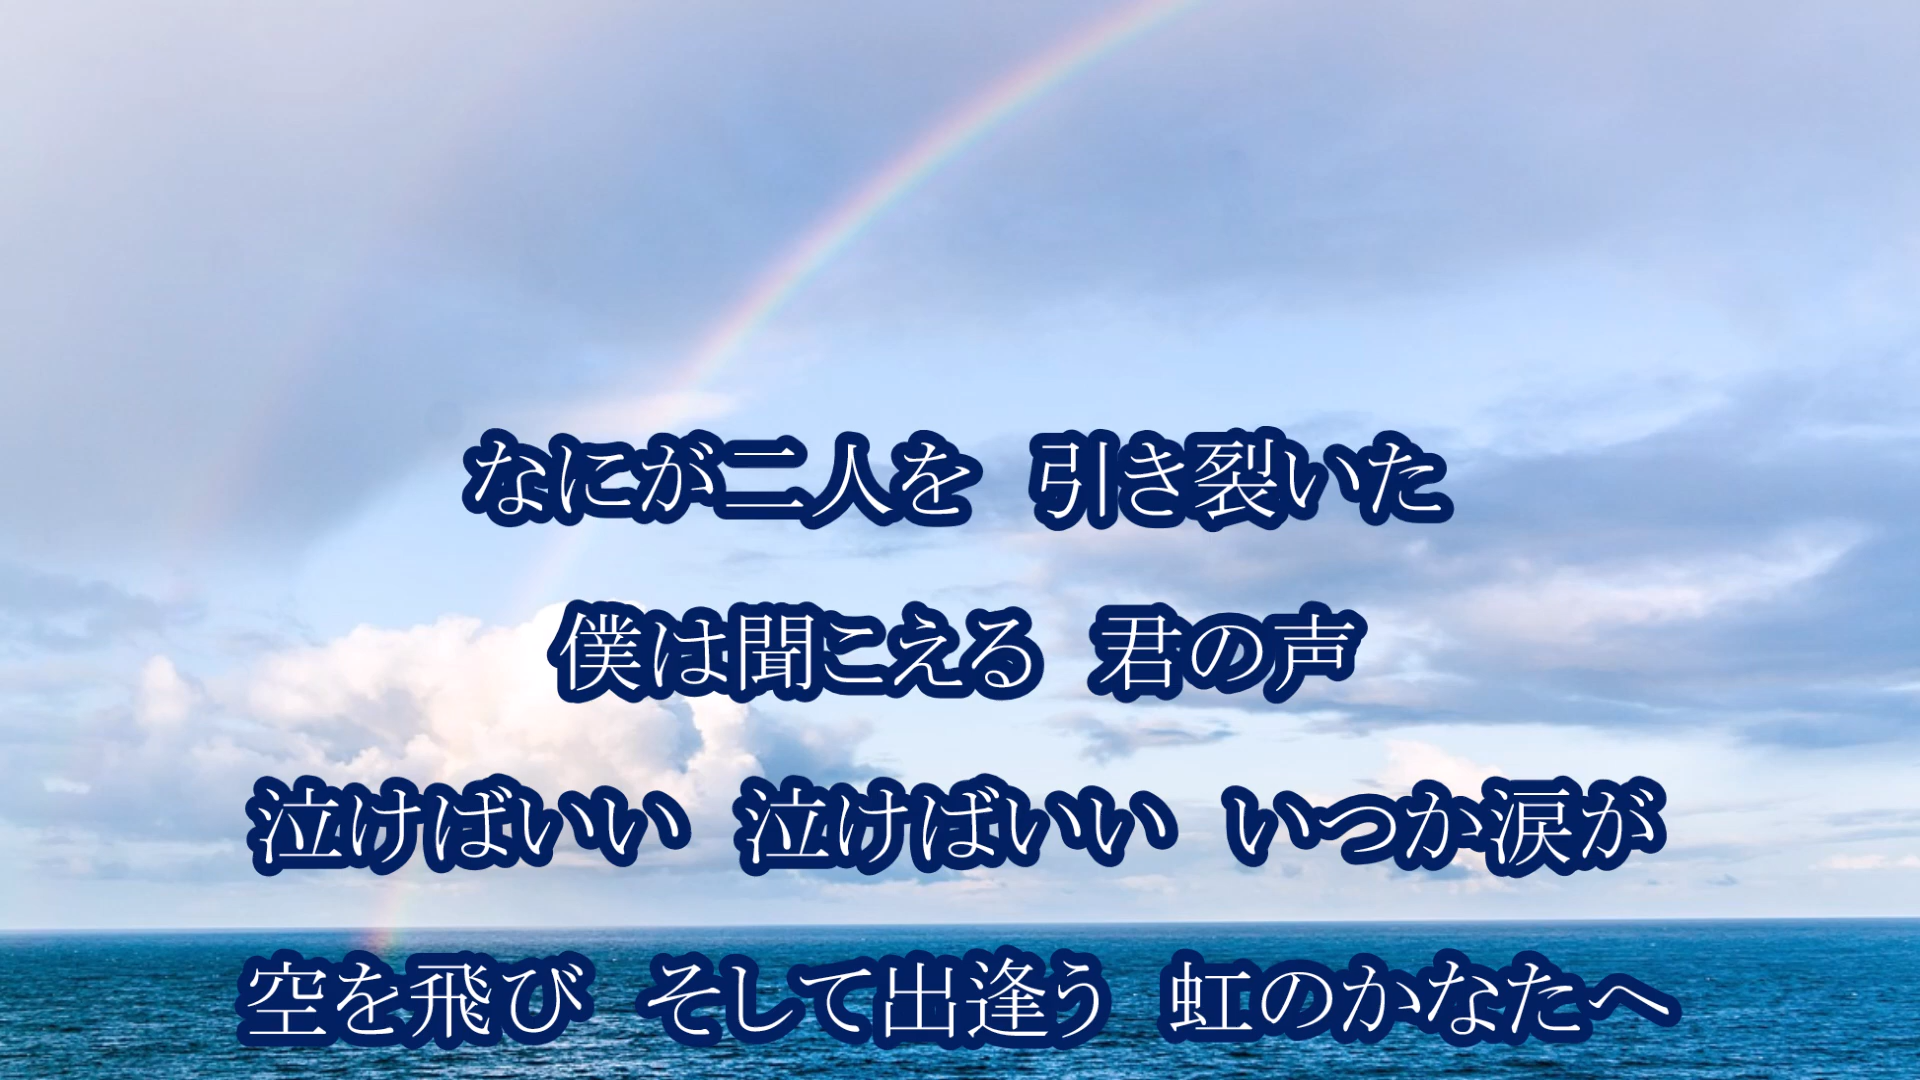 なにが二人を　引き裂いた
僕は聞こえる　君の声
泣けばいい　泣けばいい　いつか涙が
空を飛び　そして出逢う　虹のかなたへ